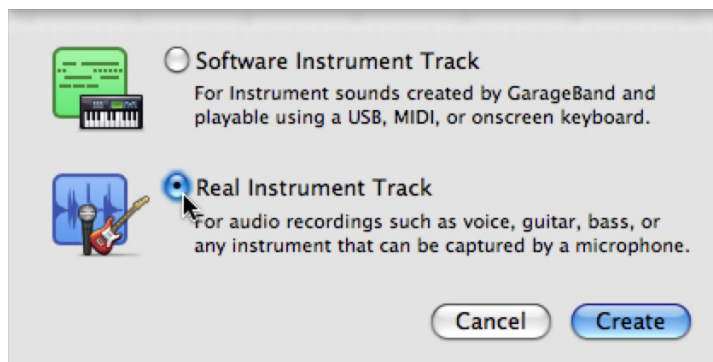 Software Instrument Track
For Instrument sounds created by GarageBand and
playable using a USB, MIDI, or onscreen keyboard.
Real Instrument Track
For audio recordings such as voice, guitar, bass, or
any instrument that can be captured by a microphone.
Cancel Create